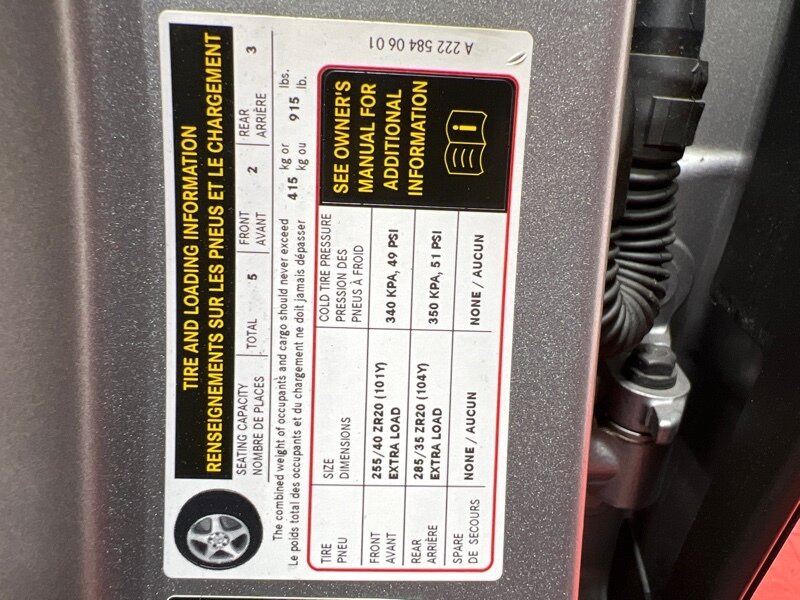 TIRE AND LOADING INFORMATION
RENSEIGNEMENTS SUR LES PNEUS ET LE CHARGEMENT
SEATING CAPACITY TOTAL 5 FRONT 2 REAR 3
NOMBRE DE PLACES AVANT ARRIÈRE
The combined weight of occupants and cargo should never exceed 415 kg or 915 lbs.
Le poids total des occupants et du chargement ne doit jamais dépasser kg ou lb.
TIRE SIZE COLD TIRE PRESSURE
PNEU DIMENSIONS PRESSION DES
PNEUS À FROID
FRONT 255/40 ZR20 (101Y) 340 KPA, 49 PSI
AVANT EXTRA LOAD
REAR 285/35 ZR20 (104Y) 350 KPA, 51 PSI
ARRIÈRE EXTRA LOAD
SPARE NONE / AUCUN NONE / AUCUN
DE SECOURS
SEE OWNER'S
MANUAL FOR
ADDITIONAL
INFORMATION
A 222 584 06 01